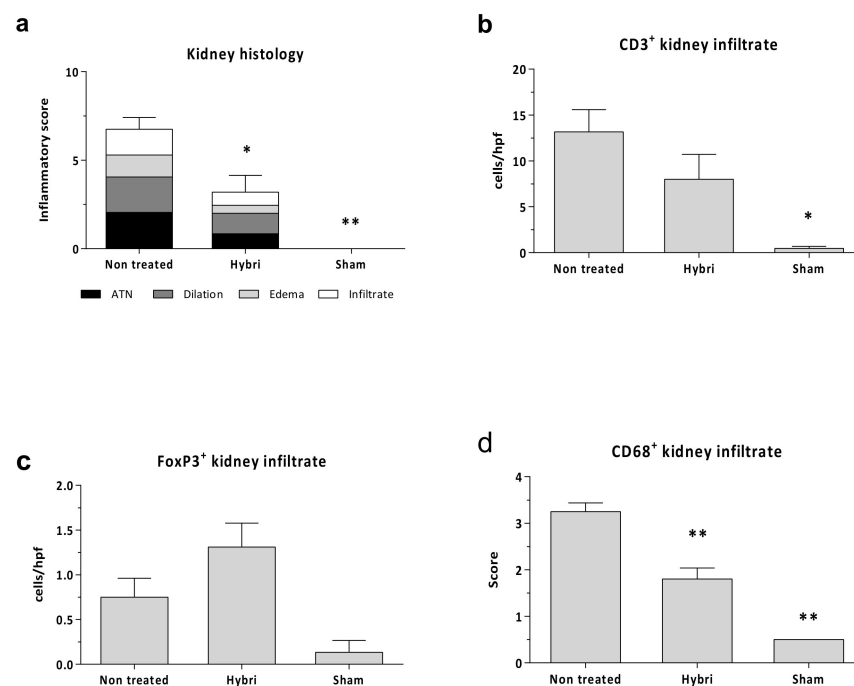 a
Kidney histology
Inflammatory score
10
5
0
*
**
Non treated Hybri Sham
ATN Dilation Edema Infiltrate
b
CD3+ kidney infiltrate
cells/hpf
20
15
10
5
0
*
Non treated Hybri Sham
c
FoxP3+ kidney infiltrate
cells/hpf
2.0
1.5
1.0
0.5
0.0
Non treated Hybri Sham
d
CD68+ kidney infiltrate
Score
4
3
2
1
0
**
**
Non treated Hybri Sham